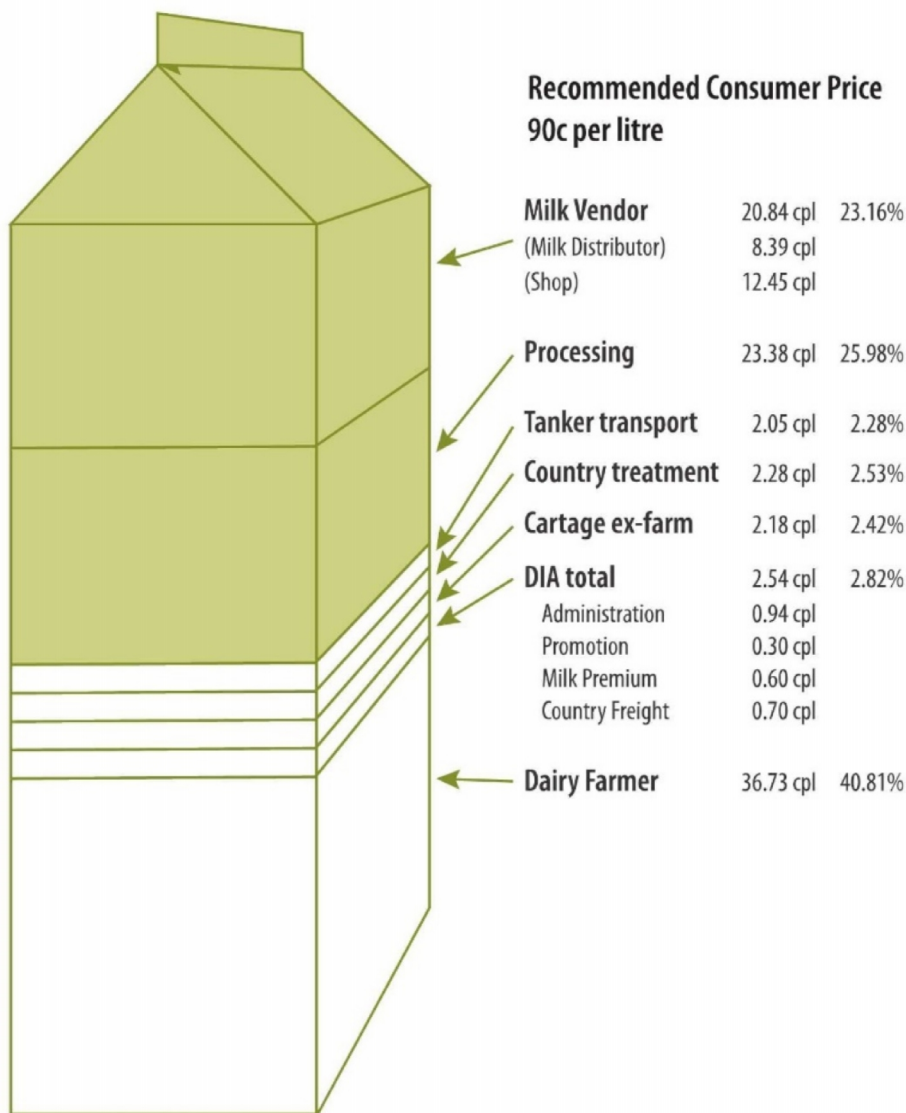 Recommended Consumer Price
90c per litre
Milk Vendor 20.84 cpl 23.16%
(Milk Distributor) 8.39 cpl
(Shop) 12.45 cpl
Processing 23.38 cpl 25.98%
Tanker transport 2.05 cpl 2.28%
Country treatment 2.28 cpl 2.53%
Cartage ex-farm 2.18 cpl 2.42%
DIA total 2.54 cpl 2.82%
Administration 0.94 cpl
Promotion 0.30 cpl
Milk Premium 0.60 cpl
Country Freight 0.70 cpl
Dairy Farmer 36.73 cpl 40.81%